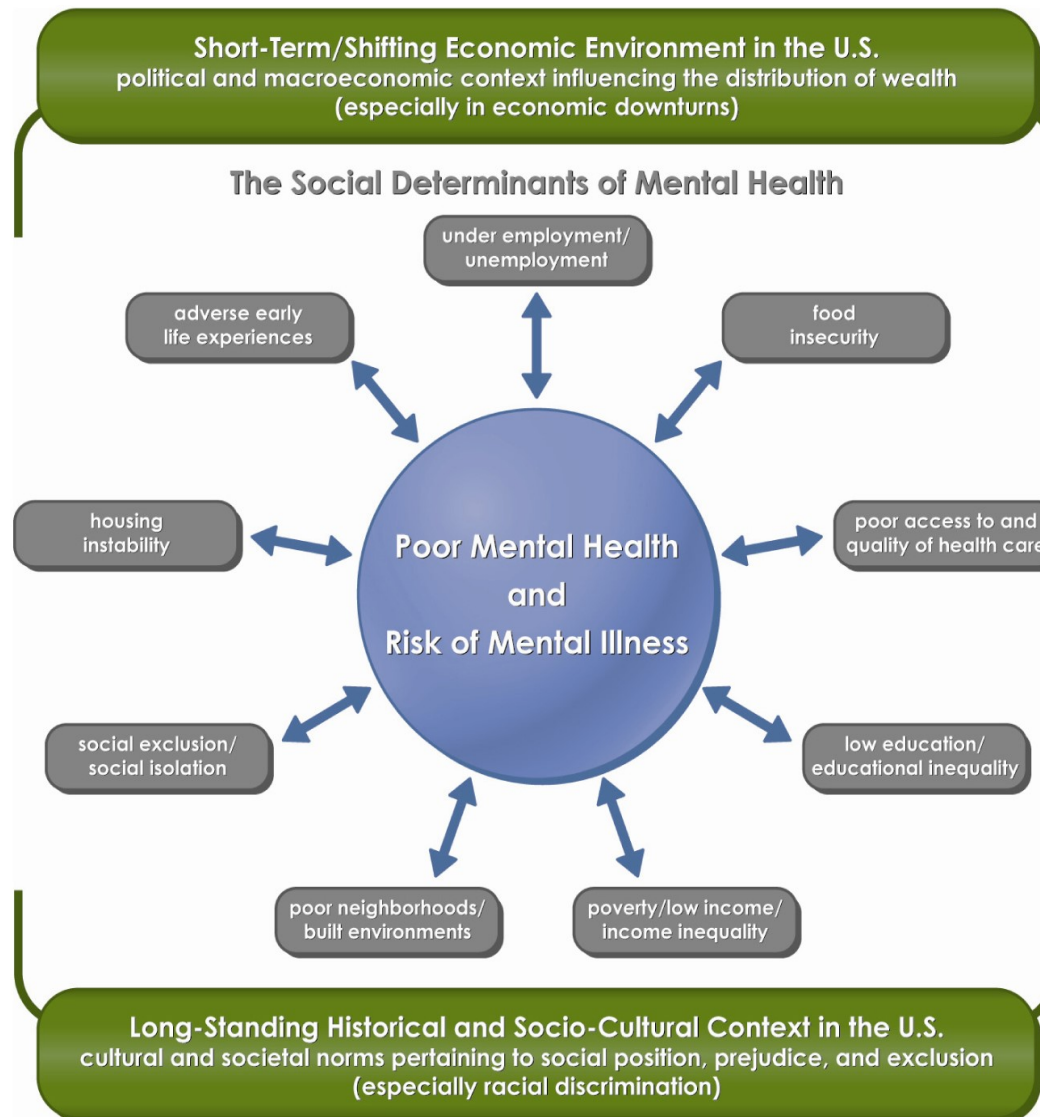 Short-Term/Shifting Economic Environment in the U.S.
political and macroeconomic context influencing the distribution of wealth
(especially in economic downturns)
The Social Determinants of Mental Health
under employment/
unemployment
adverse early
life experiences
food
insecurity
housing
instability
Poor Mental Health
and
Risk of Mental Illness
poor access to and
quality of health care
social exclusion/
social isolation
low education/
educational inequality
poor neighborhoods/
built environments
poverty/low income/
income inequality
Long-Standing Historical and Socio-Cultural Context in the U.S.
cultural and societal norms pertaining to social position, prejudice, and exclusion
(especially racial discrimination)